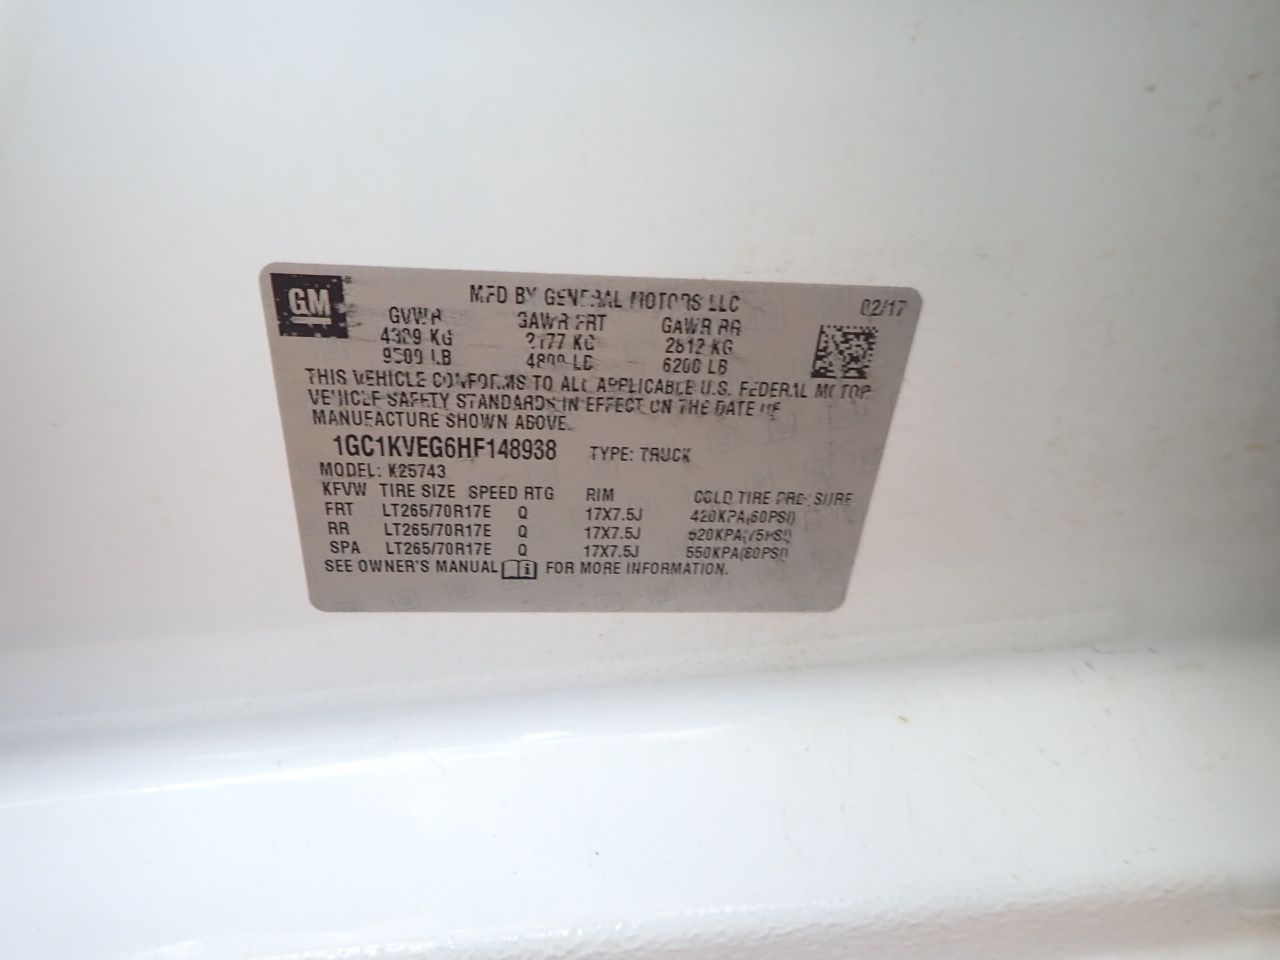 GM
MFD BY GENERAL MOTORS LLC 02/17
GVWR GAWR FRT GAWR RR
KG 2177 KG 2812 KG
LB LB 6200 LB
THIS VEHICLE CONFORMS TO ALL APPLICABLE U.S. FEDERAL MOTOR
VEHICLE SAFETY STANDARDS IN EFFECT ON THE DATE OF
MANUFACTURE SHOWN ABOVE.
1GC1KVEG6HF148938 TYPE: TRUCK
MODEL: K25743
KFVW TIRE SIZE SPEED RTG RIM COLD TIRE PRESSURE
FRT LT265/70R17E Q 17X7.5J 420KPA(60PSI)
RR LT265/70R17E Q 17X7.5J 520KPA(75PSI)
SPA LT265/70R17E Q 17X7.5J 550KPA(80PSI)
SEE OWNER'S MANUAL FOR MORE INFORMATION.